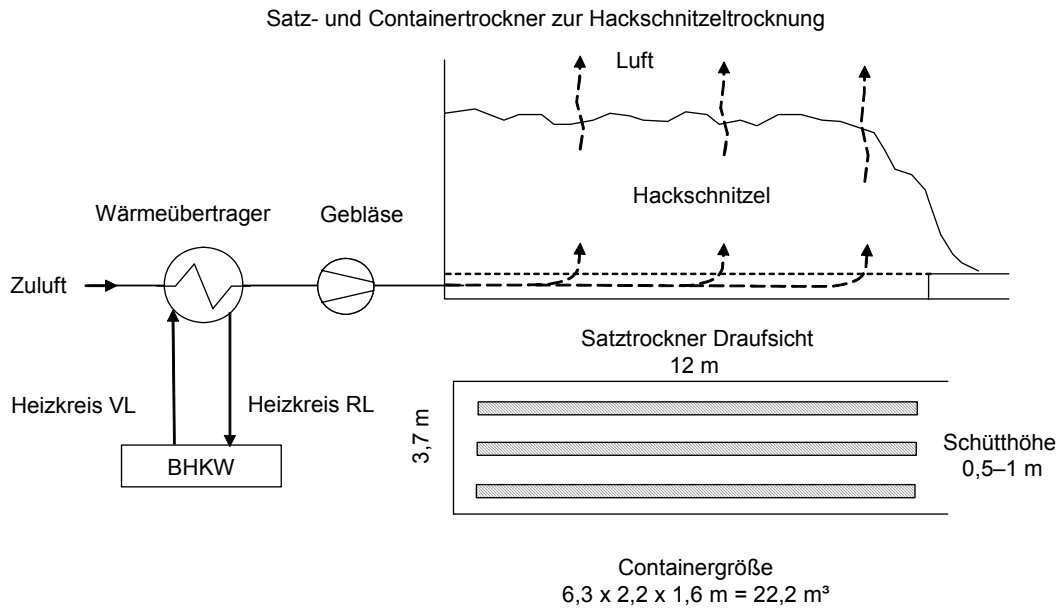 Satz- und Containertrockner zur Hackschnitzeltrocknung
Luft
Hackschnitzel
Wärmeübertrager
Gebläse
Zuluft
Heizkreis VL
Heizkreis RL
BHKW
Satztrockner Draufsicht
12 m
3,7 m
Schütthöhe
0,5–1 m
Containergröße
6,3 x 2,2 x 1,6 m = 22,2 m³